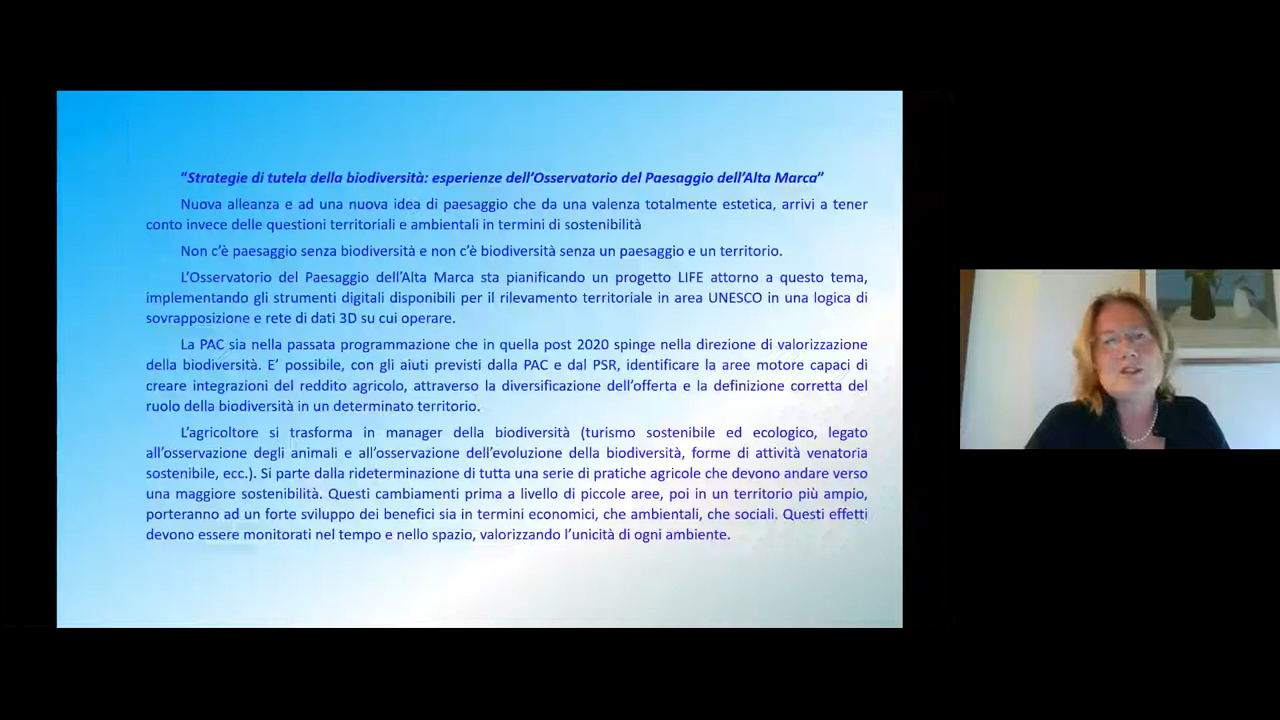 “Strategie di tutela della biodiversità: esperienze dell’Osservatorio del Paesaggio dell’Alta Marca”
Nuova alleanza e ad una nuova idea di paesaggio che da una valenza totalmente estetica, arrivi a tener
conto invece delle questioni territoriali e ambientali in termini di sostenibilità
Non c’è paesaggio senza biodiversità e non c’è biodiversità senza un paesaggio e un territorio.
L’Osservatorio del Paesaggio dell’Alta Marca sta pianificando un progetto LIFE attorno a questo tema,
implementando gli strumenti digitali disponibili per il rilevamento territoriale in area UNESCO in una logica di
sovrapposizione e rete di dati 3D su cui operare.
La PAC sia nella passata programmazione che in quella post 2020 spinge nella direzione di valorizzazione
della biodiversità. E’ possibile, con gli aiuti previsti dalla PAC e dal PSR, identificare la aree motore capaci di
creare integrazioni del reddito agricolo, attraverso la diversificazione dell’offerta e la definizione corretta del
ruolo della biodiversità in un determinato territorio.
L’agricoltore si trasforma in manager della biodiversità (turismo sostenibile ed ecologico, legato
all’osservazione degli animali e all’osservazione dell’evoluzione della biodiversità, forme di attività venatoria
sostenibile, ecc.). Si parte dalla rideterminazione di tutta una serie di pratiche agricole che devono andare verso
una maggiore sostenibilità. Questi cambiamenti prima a livello di piccole aree, poi in un territorio più ampio,
porteranno ad un forte sviluppo dei benefici sia in termini economici, che ambientali, che sociali. Questi effetti
devono essere monitorati nel tempo e nello spazio, valorizzando l’unicità di ogni ambiente.